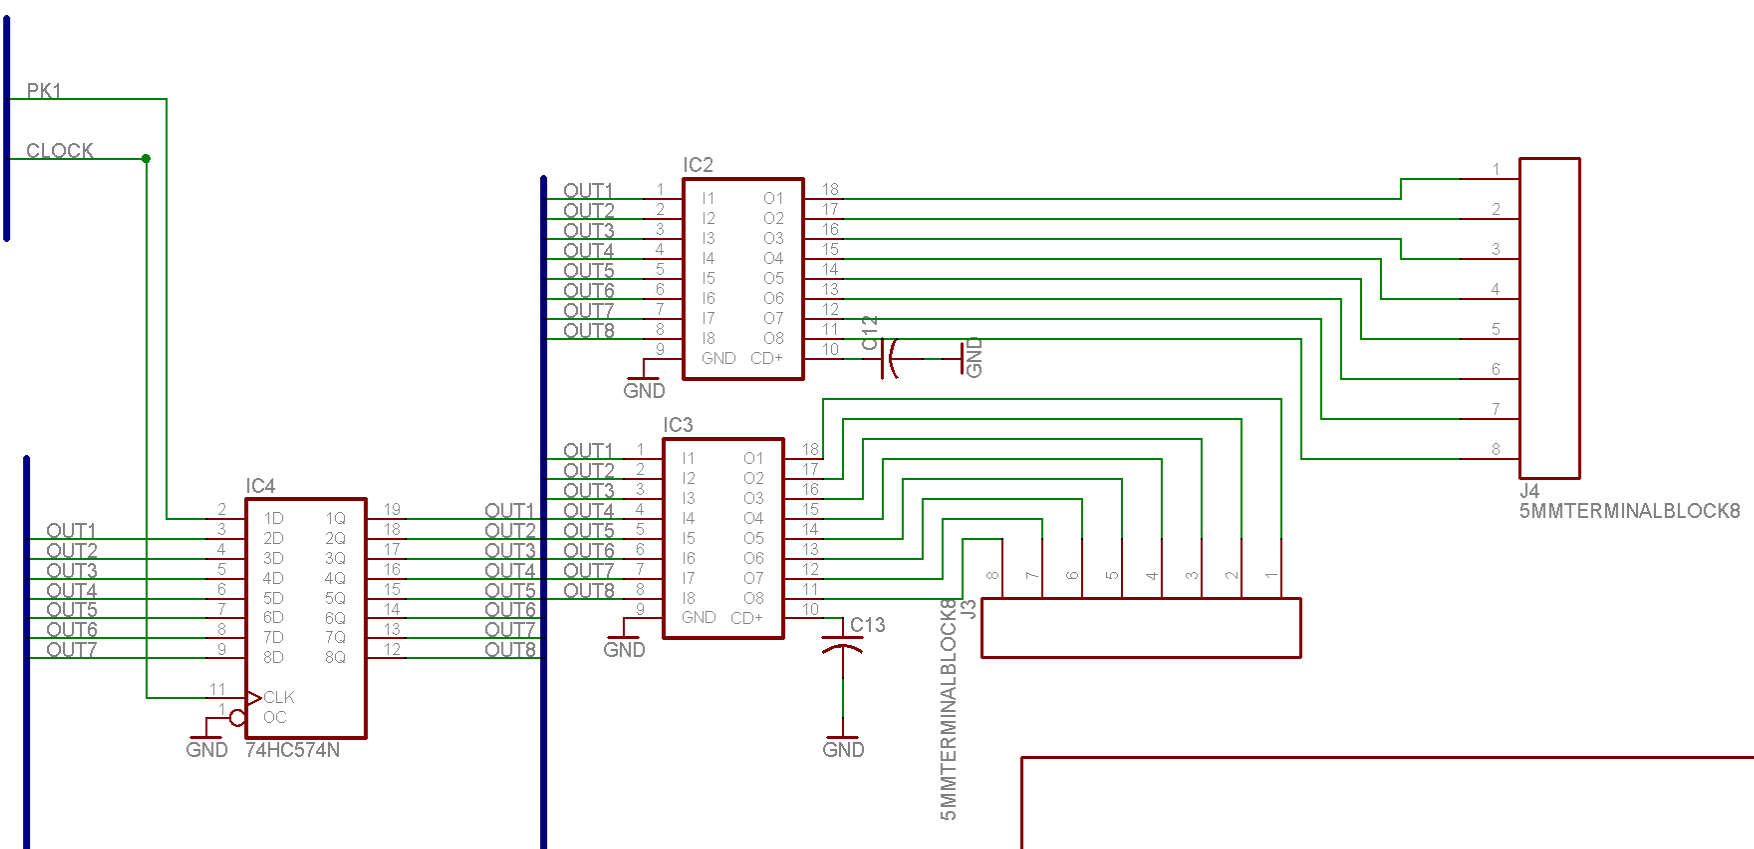 PK1
CLOCK
IC2
OUT1 1 I1 O1 18
OUT2 2 I2 O2 17
OUT3 3 I3 O3 16
OUT4 4 I4 O4 15
OUT5 5 I5 O5 14
OUT6 6 I6 O6 13
OUT7 7 I7 O7 12
OUT8 8 I8 O8 11
9 GND CD+ 10
GND
C12
GND
1
2
3
4
5
6
7
8
J4
5MMTERMINALBLOCK8
IC3
OUT1 1 I1 O1 18
OUT2 2 I2 O2 17
OUT3 3 I3 O3 16
OUT4 4 I4 O4 15
OUT5 5 I5 O5 14
OUT6 6 I6 O6 13
OUT7 7 I7 O7 12
OUT8 8 I8 O8 11
9 GND CD+ 10
GND
C13
GND
8 7 6 5 4 3 2 1
J3
5MMTERMINALBLOCK8
IC4
2 1D 1Q 19 OUT1
OUT1 3 2D 2Q 18 OUT2
OUT2 4 3D 3Q 17 OUT3
OUT3 5 4D 4Q 16 OUT4
OUT4 6 5D 5Q 15 OUT5
OUT5 7 6D 6Q 14 OUT6
OUT6 8 7D 7Q 13 OUT7
OUT7 9 8D 8Q 12 OUT8
11 CLK
1 OC
GND
74HC574N